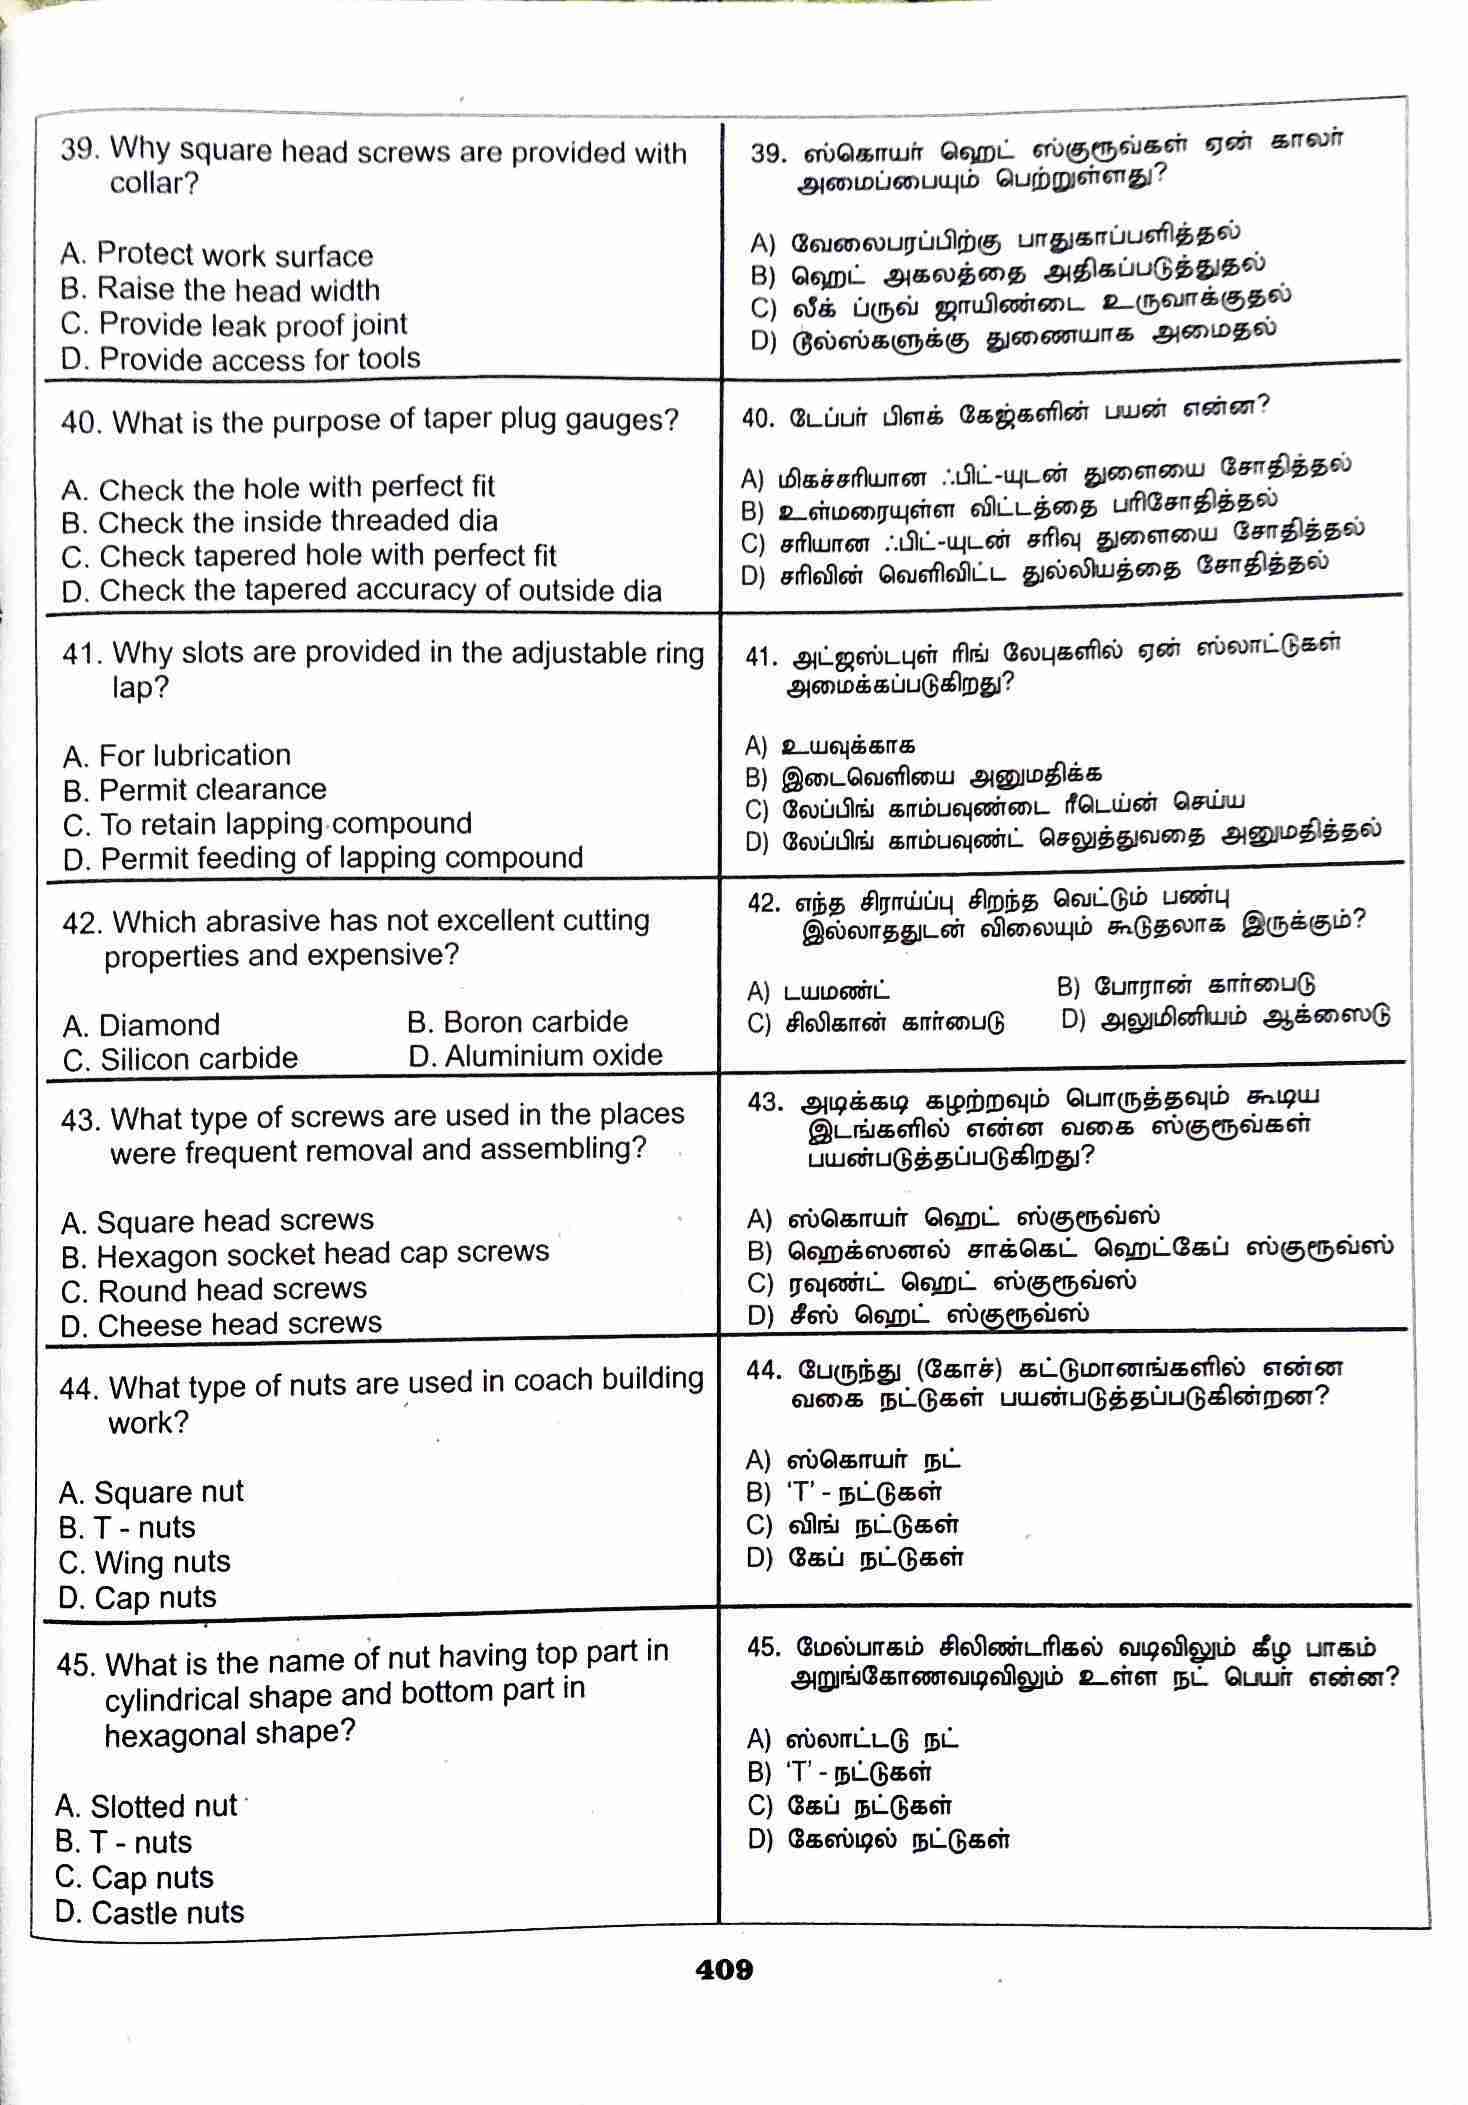 39. Why square head screws are provided with
collar?
A. Protect work surface
B. Raise the head width
C. Provide leak proof joint
D. Provide access for tools
40. What is the purpose of taper plug gauges?
A. Check the hole with perfect fit
B. Check the inside threaded dia
C. Check tapered hole with perfect fit
D. Check the tapered accuracy of outside dia
41. Why slots are provided in the adjustable ring
lap?
A. For lubrication
B. Permit clearance
C. To retain lapping compound
D. Permit feeding of lapping compound
42. Which abrasive has not excellent cutting
properties and expensive?
A. Diamond B. Boron carbide
C. Silicon carbide D. Aluminium oxide
43. What type of screws are used in the places
were frequent removal and assembling?
A. Square head screws
B. Hexagon socket head cap screws
C. Round head screws
D. Cheese head screws
44. What type of nuts are used in coach building
work?
A. Square nut
B. T - nuts
C. Wing nuts
D. Cap nuts
45. What is the name of nut having top part in
cylindrical shape and bottom part in
hexagonal shape?
A. Slotted nut
B. T - nuts
C. Cap nuts
D. Castle nuts
39. ஸ்கொயர் ஹெட் ஸ்குரூவ்கள் ஏன் காலர்
அமைப்பையும் பெற்றுள்ளது?
A) வேலைபரப்பிற்கு பாதுகாப்பளித்தல்
B) ஹெட் அகலத்தை அதிகப்படுத்துதல்
C) லீக் ப்ருவ் ஜாயிண்டை உருவாக்குதல்
D) டூல்ஸ்களுக்கு துணையாக அமைதல்
40. டேப்பர் பிளக் கேஜ்களின் பயன் என்ன?
A) மிகச்சரியான ஃபிட்-யுடன் துளையை சோதித்தல்
B) உள்மரையுள்ள விட்டத்தை பரிசோதித்தல்
C) சரியான ஃபிட்-யுடன் சரிவு துளையை சோதித்தல்
D) சரிவின் வெளிவிட்ட துல்லியத்தை சோதித்தல்
41. அட்ஜஸ்டபுள் ரிங் லேபுகளில் ஏன் ஸ்லாட்டுகள்
அமைக்கப்படுகிறது?
A) உயவுக்காக
B) இடைவெளியை அனுமதிக்க
C) லேப்பிங் காம்பவுண்டை ரீடெய்ன் செய்ய
D) லேப்பிங் காம்பவுண்ட் செலுத்துவதை அனுமதித்தல்
42. எந்த சிராய்ப்பு சிறந்த வெட்டும் பண்பு
இல்லாததுடன் விலையும் கூடுதலாக இருக்கும்?
A) டயமண்ட் B) போரான் கார்பைடு
C) சிலிகான் கார்பைடு D) அலுமினியம் ஆக்ஸைடு
43. அடிக்கடி கழற்றவும் பொருத்தவும் கூடிய
இடங்களில் என்ன வகை ஸ்குரூவ்கள்
பயன்படுத்தப்படுகிறது?
A) ஸ்கொயர் ஹெட் ஸ்குரூவ்ஸ்
B) ஹெக்ஸனல் சாக்கெட் ஹெட்கேப் ஸ்குரூவ்ஸ்
C) ரவுண்ட் ஹெட் ஸ்குரூவ்ஸ்
D) சீஸ் ஹெட் ஸ்குரூவ்ஸ்
44. பேருந்து (கோச்) கட்டுமானங்களில் என்ன
வகை நட்டுகள் பயன்படுத்தப்படுகின்றன?
A) ஸ்கொயர் நட்
B) 'T' - நட்டுகள்
C) விங் நட்டுகள்
D) கேப் நட்டுகள்
45. மேல்பாகம் சிலிண்டரிகல் வடிவிலும் கீழ பாகம்
அறுங்கோணவடிவிலும் உள்ள நட் பெயர் என்ன?
A) ஸ்லாட்டடு நட்
B) 'T' - நட்டுகள்
C) கேப் நட்டுகள்
D) கேஸ்டில் நட்டுகள்
409